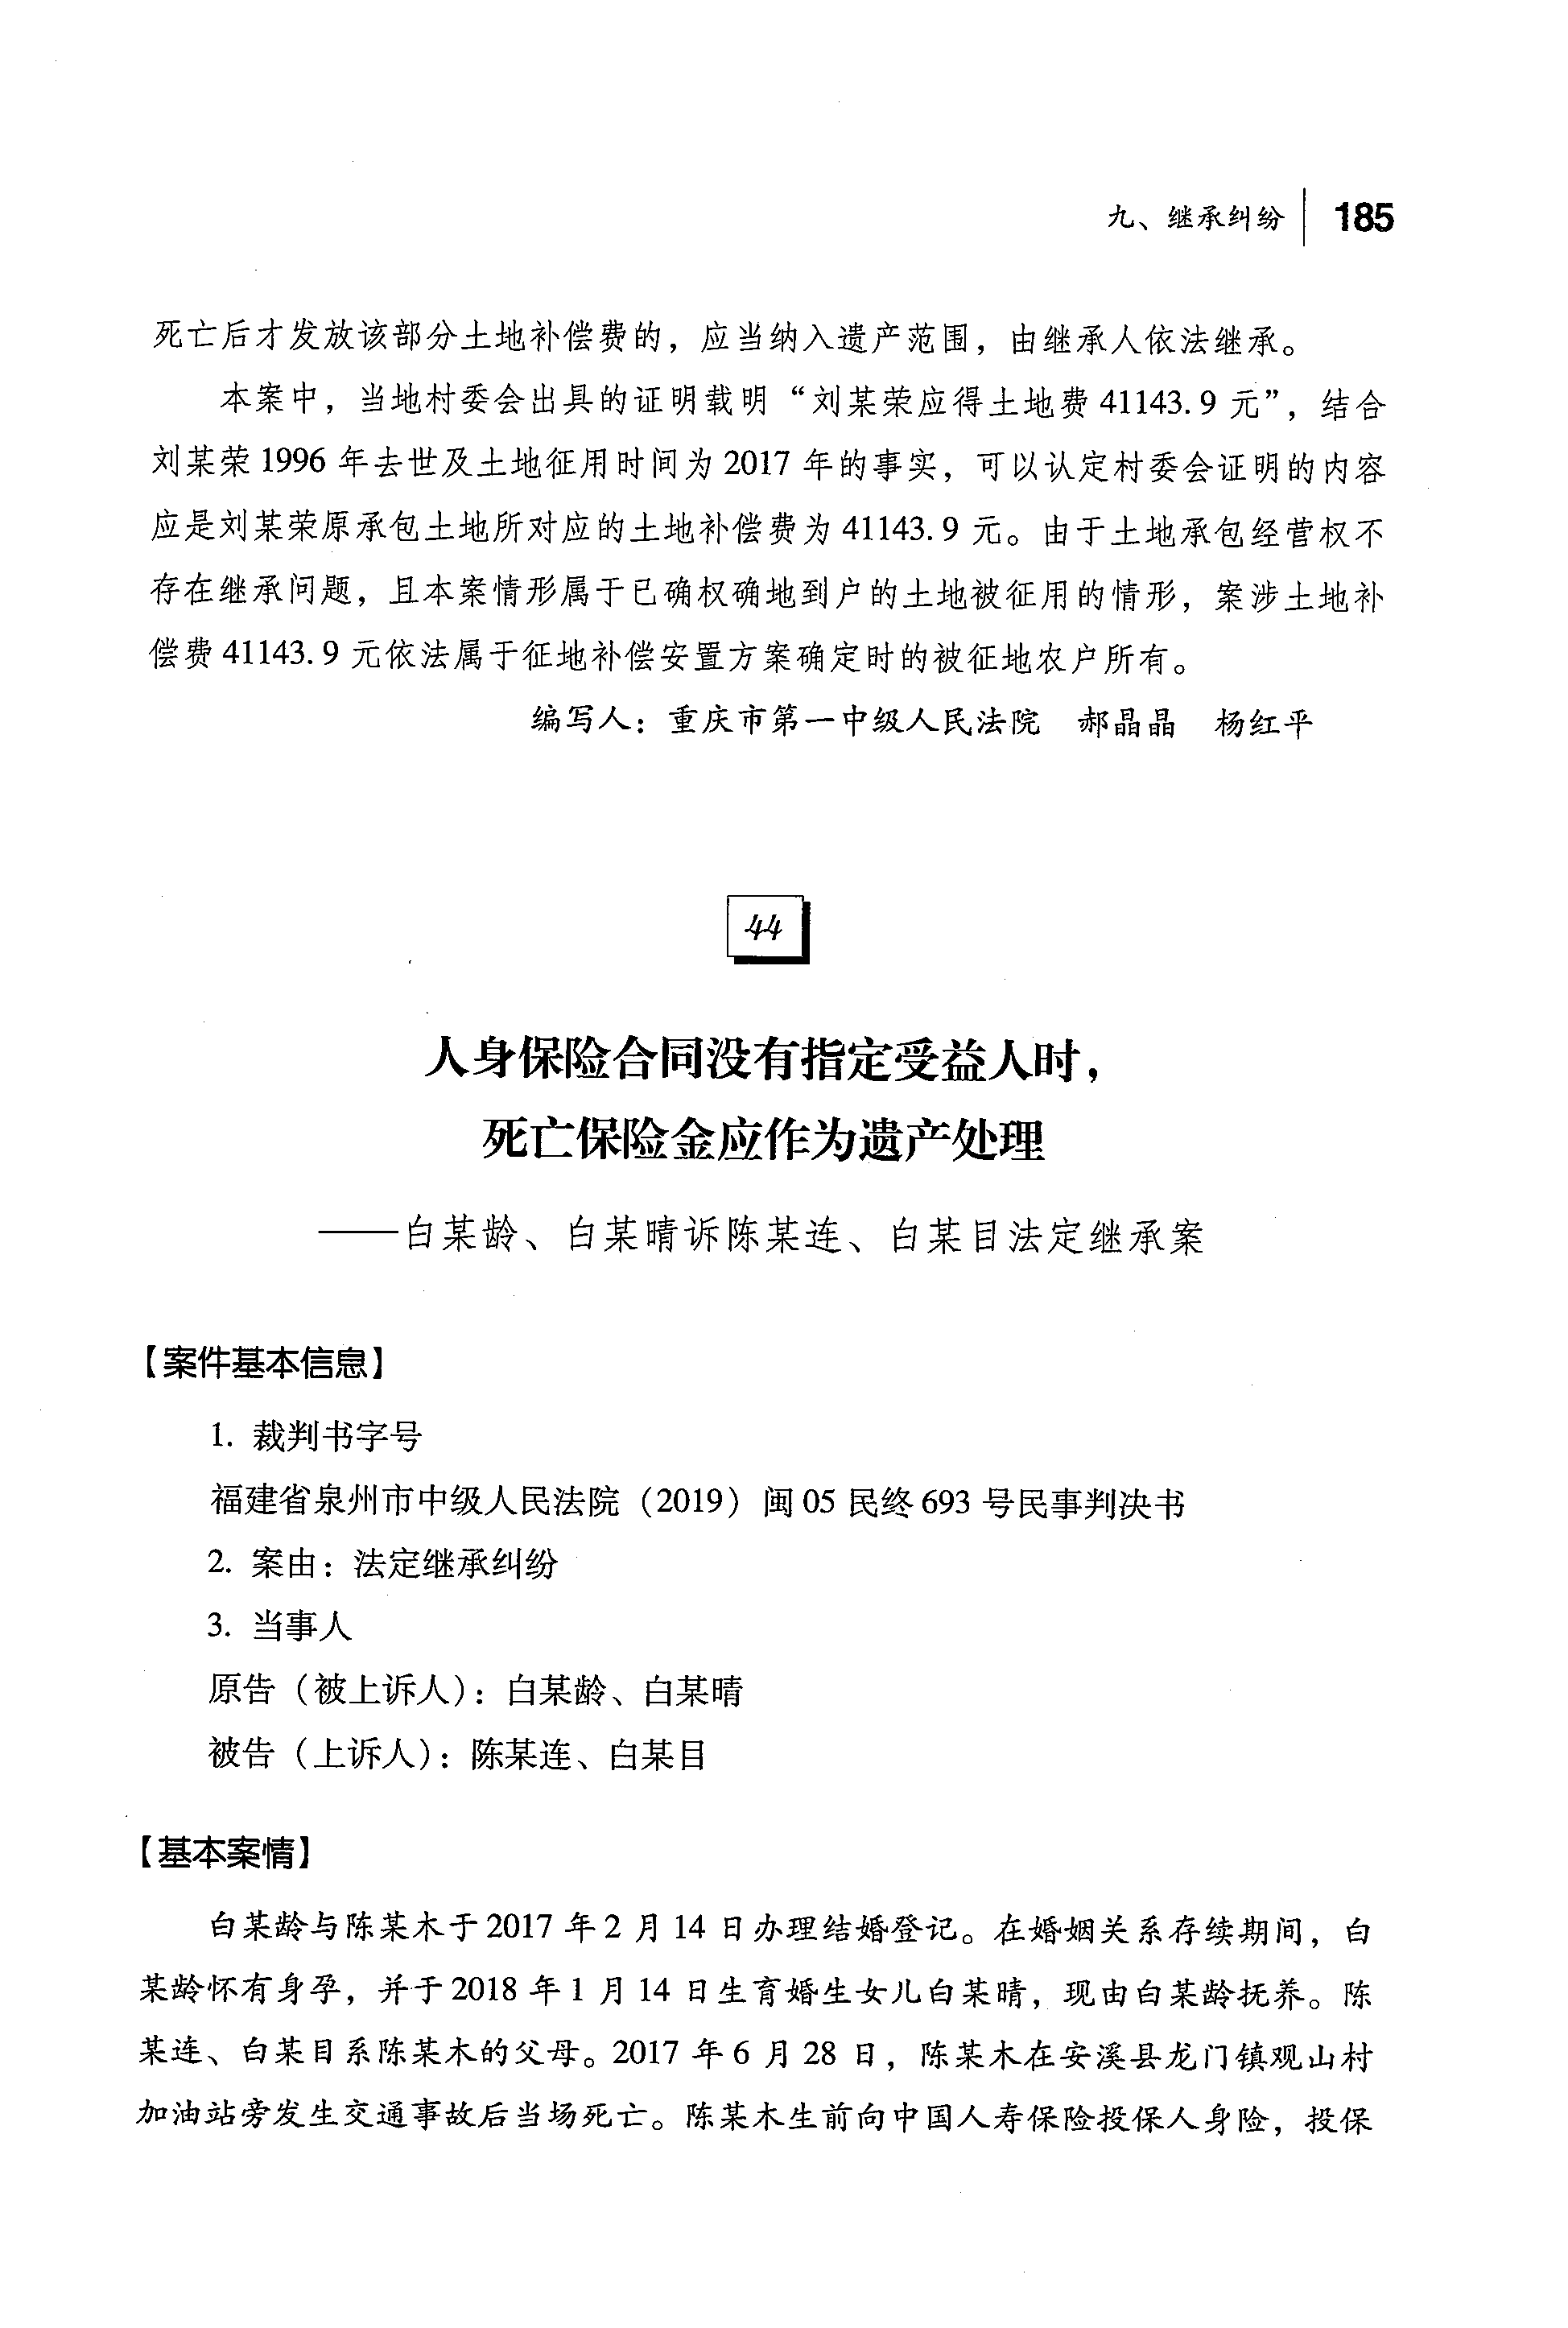 九、继承纠纷 185
死亡后才发放该部分土地补偿费的，应当纳入遗产范围，由继承人依法继承。
本案中，当地村委会出具的证明载明“刘某荣应得土地费41143.9元”，结合
刘某荣1996年去世及土地征用时间为2017年的事实，可以认定村委会证明的内容
应是刘某荣原承包土地所对应的土地补偿费为41143.9元。由于土地承包经营权不
存在继承问题，且本案情形属于已确权确地到户的土地被征用的情形，案涉土地补
偿费41143.9元依法属于征地补偿安置方案确定时的被征地农户所有。
编写人：重庆市第一中级人民法院 郝晶晶 杨红平
44
人身保险合同没有指定受益人时，
死亡保险金应作为遗产处理
——白某龄、白某晴诉陈某连、白某目法定继承案
【案件基本信息】
1. 裁判书字号
福建省泉州市中级人民法院（2019）闽05民终693号民事判决书
2. 案由：法定继承纠纷
3. 当事人
原告（被上诉人）：白某龄、白某晴
被告（上诉人）：陈某连、白某目
【基本案情】
白某龄与陈某木于2017年2月14日办理结婚登记。在婚姻关系存续期间，白
某龄怀有身孕，并于2018年1月14日生育婚生女儿白某晴，现由白某龄抚养。陈
某连、白某目系陈某木的父母。2017年6月28日，陈某木在安溪县龙门镇观山村
加油站旁发生交通事故后当场死亡。陈某木生前向中国人寿保险投保人身险，投保